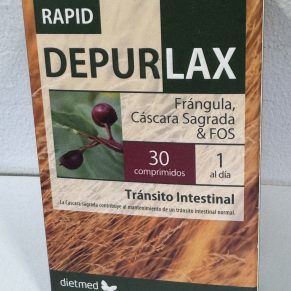 RAPID
DEPURLAX
Frángula,
Cáscara Sagrada
& FOS
30
comprimidos
1
al día
Tránsito Intestinal
La Cáscara sagrada contribuye al mantenimiento de un tránsito intestinal normal.
dietmed